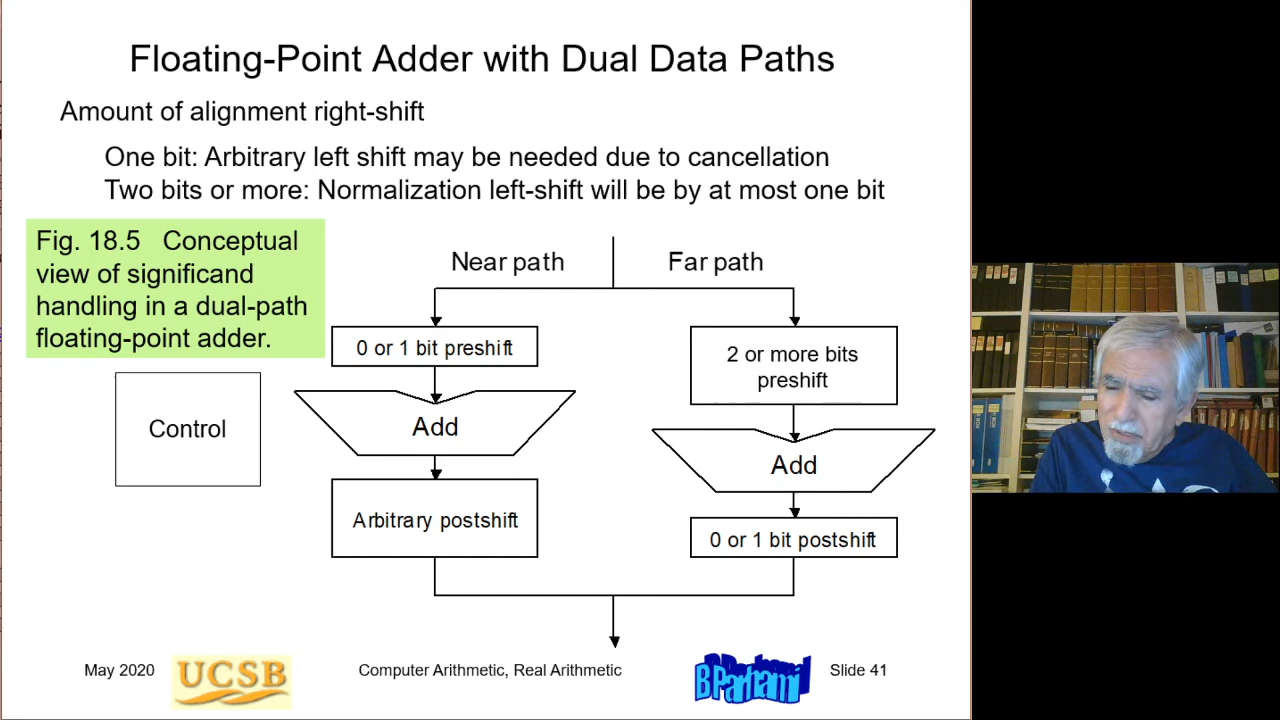 Floating-Point Adder with Dual Data Paths
Amount of alignment right-shift
One bit: Arbitrary left shift may be needed due to cancellation
Two bits or more: Normalization left-shift will be by at most one bit
Fig. 18.5 Conceptual
view of significand
handling in a dual-path
floating-point adder.
Control
Near path
Far path
0 or 1 bit preshift
Add
Arbitrary postshift
2 or more bits
preshift
Add
0 or 1 bit postshift
May 2020
UCSB
Computer Arithmetic, Real Arithmetic
BParhami
Slide 41